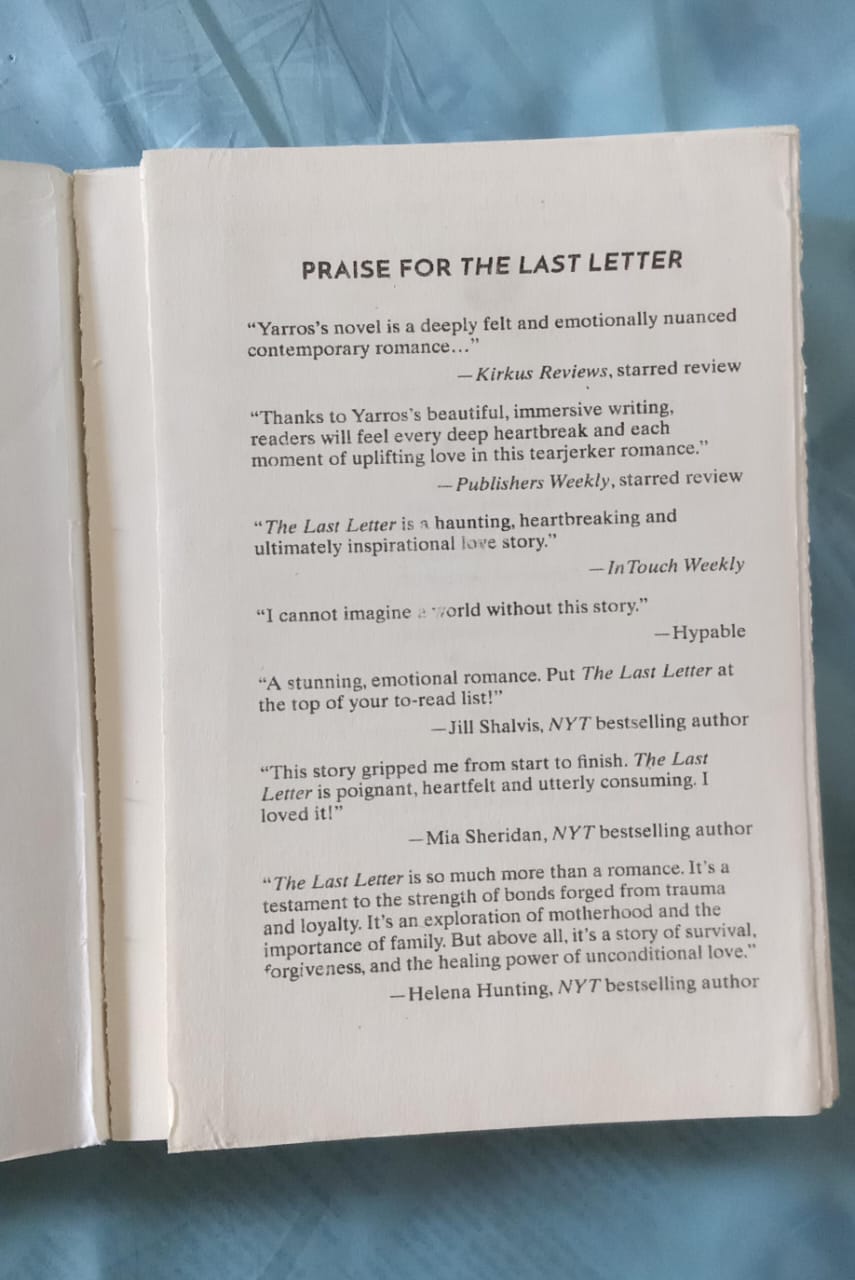 PRAISE FOR THE LAST LETTER
“Yarros’s novel is a deeply felt and emotionally nuanced
contemporary romance...”
—Kirkus Reviews, starred review
“Thanks to Yarros’s beautiful, immersive writing,
readers will feel every deep heartbreak and each
moment of uplifting love in this tearjerker romance.”
—Publishers Weekly, starred review
“The Last Letter is a haunting, heartbreaking and
ultimately inspirational love story.”
—InTouch Weekly
“I cannot imagine a world without this story.”
—Hypable
“A stunning, emotional romance. Put The Last Letter at
the top of your to-read list!”
—Jill Shalvis, NYT bestselling author
“This story gripped me from start to finish. The Last
Letter is poignant, heartfelt and utterly consuming. I
loved it!”
—Mia Sheridan, NYT bestselling author
“The Last Letter is so much more than a romance. It’s a
testament to the strength of bonds forged from trauma
and loyalty. It’s an exploration of motherhood and the
importance of family. But above all, it’s a story of survival,
forgiveness, and the healing power of unconditional love.”
—Helena Hunting, NYT bestselling author